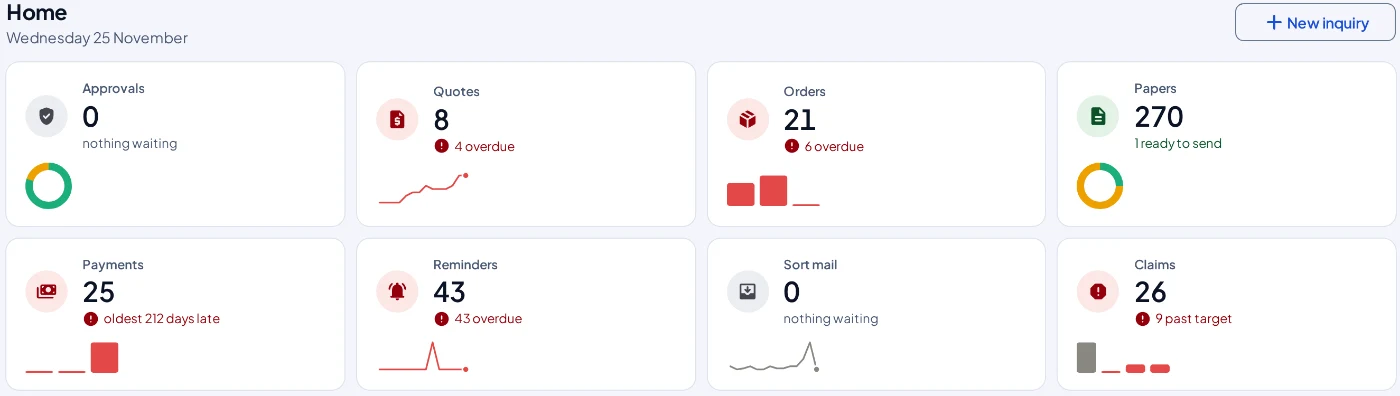 Home
Wednesday 25 November
New inquiry
Approvals
0
nothing waiting
Quotes
8
4 overdue
Orders
21
6 overdue
Papers
270
1 ready to send
Payments
25
oldest 212 days late
Reminders
43
43 overdue
Sort mail
0
nothing waiting
Claims
26
9 past target